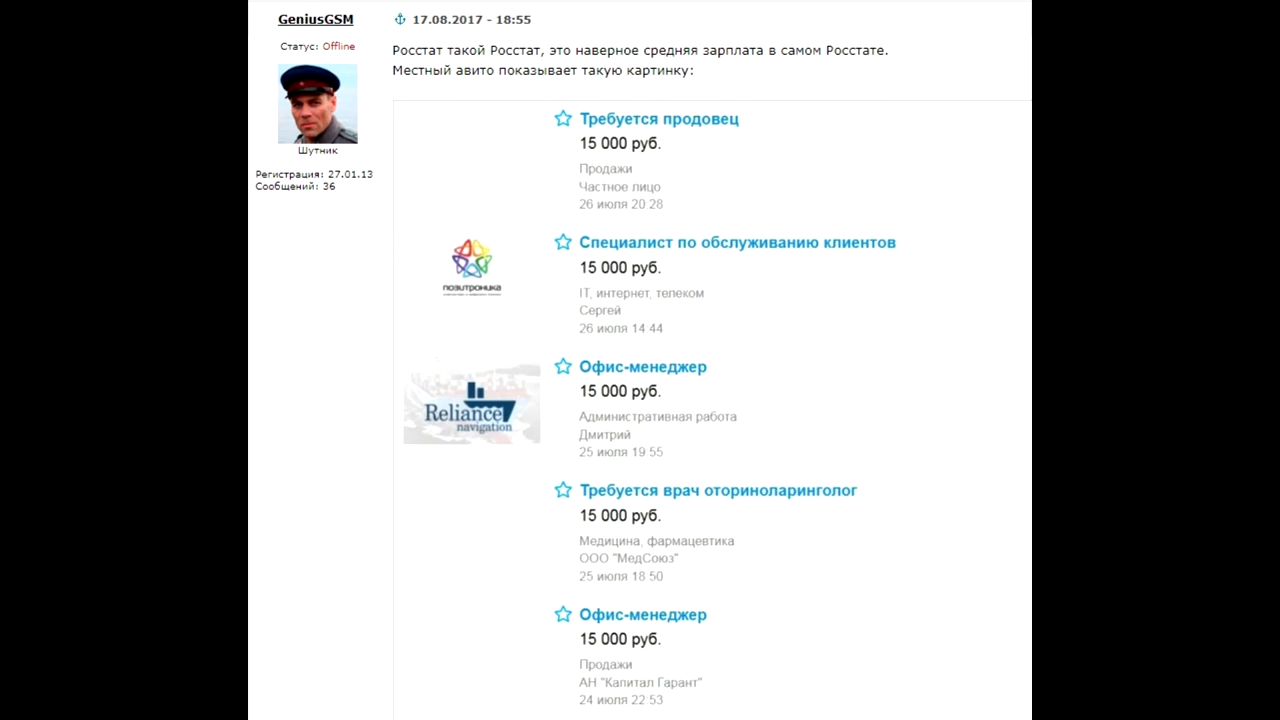 GeniusGSM
17.08.2017 - 18:55
Статус: Offline
Шутник
Регистрация: 27.01.13
Сообщений: 36
Росстат такой Росстат, это наверное средняя зарплата в самом Росстате.
Местный авито показывает такую картинку:
Требуется продовец
15 000 руб.
Продажи
Частное лицо
26 июля 20 28
позитроника
Специалист по обслуживанию клиентов
15 000 руб.
IT, интернет, телеком
Сергей
26 июля 14 44
Reliance
navigation
Офис-менеджер
15 000 руб.
Административная работа
Дмитрий
25 июля 19 55
Требуется врач оториноларинголог
15 000 руб.
Медицина, фармацевтика
ООО "МедСоюз"
25 июля 18 50
Офис-менеджер
15 000 руб.
Продажи
АН "Капитал Гарант"
24 июля 22:53